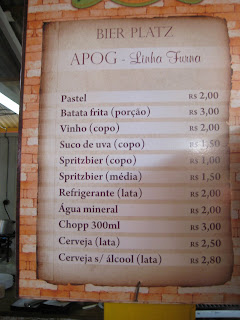 BIER PLATZ
APOG - Linha Furna
Pastel R$ 2,00
Batata frita (porção) R$ 3,00
Vinho (copo) R$ 2,00
Suco de uva (copo) R$ 1,50
Spritzbier (copo) R$ 1,00
Spritzbier (média) R$ 1,50
Refrigerante (lata) R$ 2,00
Água mineral R$ 2,00
Chopp 300ml R$ 3,00
Cerveja (lata) R$ 2,50
Cerveja s/ álcool (lata) R$ 2,80